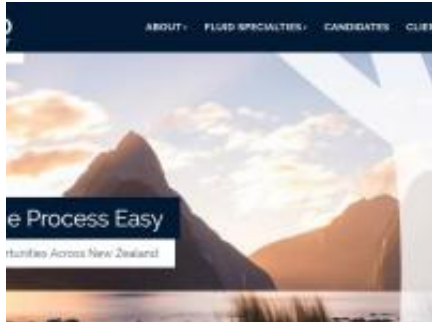 ABOUT FLUID SPECIALTIES CANDIDATES CLIE
e Process Easy
rtunities Across New Zealand